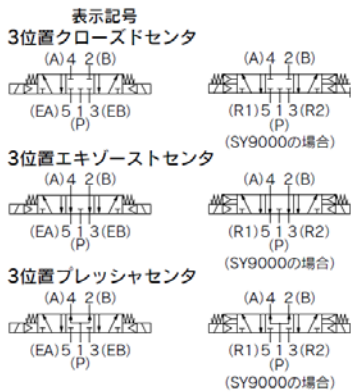 表示記号
3位置クローズドセンタ
(A)4 2(B) (A)4 2(B)
(EA)5 1 3(EB) (R1)5 1 3(R2)
(P) (P)
(SY9000の場合)
3位置エキゾーストセンタ
(A)4 2(B) (A)4 2(B)
(EA)5 1 3(EB) (R1)5 1 3(R2)
(P) (P)
(SY9000の場合)
3位置プレッシャセンタ
(A)4 2(B) (A)4 2(B)
(EA)5 1 3(EB) (R1)5 1 3(R2)
(P) (P)
(SY9000の場合)